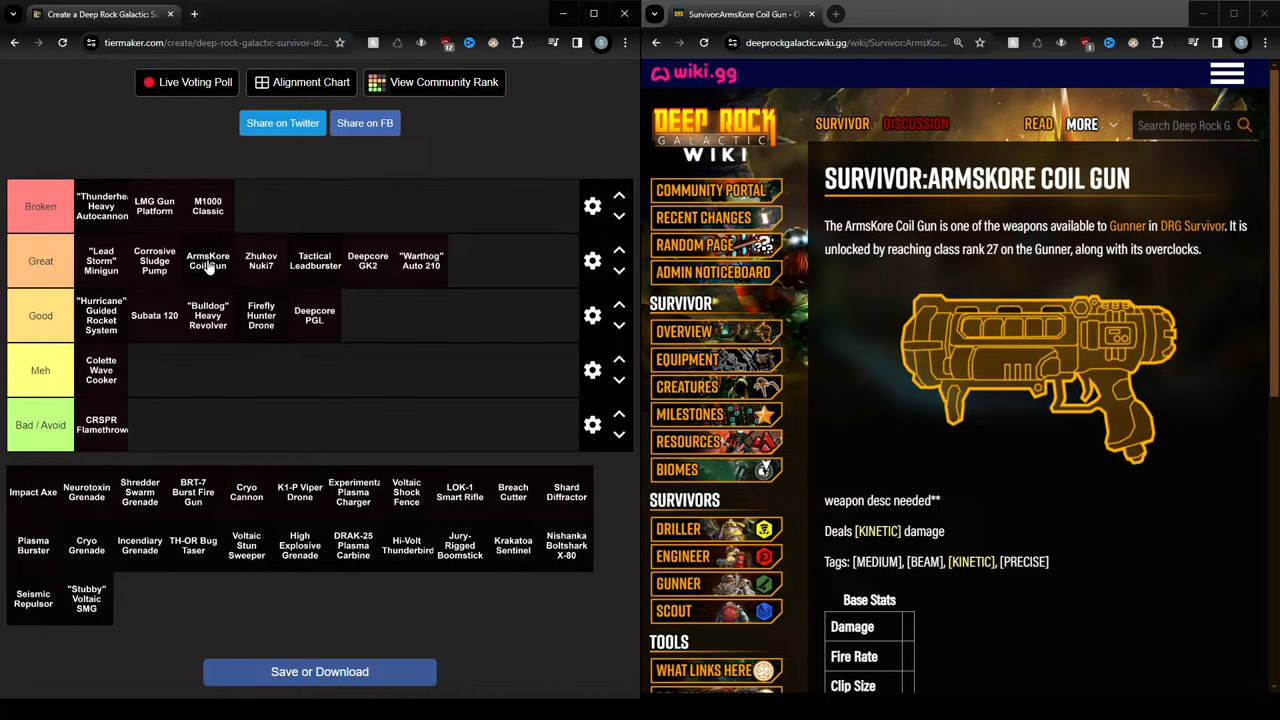 Create a Deep Rock Galactic: Su
Survivor:ArmsKore Coil Gun - O
tiermaker.com/create/deep-rock-galactic-survivor-dr...
12
S
deeprockgalactic.wiki.gg/wiki/Survivor:ArmsKor...
1
S
Live Voting Poll
Alignment Chart
View Community Rank
Share on Twitter
Share on FB
Broken
"Thunderhe
Heavy
Autocannon
LMG Gun
Platform
M1000
Classic
Great
"Lead
Storm"
Minigun
Corrosive
Sludge
Pump
ArmsKore
Coil Gun
Zhukov
Nuki7
Tactical
Leadburster
Deepcore
GK2
"Warthog"
Auto 210
Good
"Hurricane"
Guided
Rocket
System
Subata 120
"Bulldog"
Heavy
Revolver
Firefly
Hunter
Drone
Deepcore
PGL
Meh
Colette
Wave
Cooker
Bad / Avoid
CRSPR
Flamethrowe
Impact Axe
Neurotoxin
Grenade
Shredder
Swarm
Grenade
BRT-7
Burst Fire
Gun
Cryo
Cannon
K1-P Viper
Drone
Experimenta
Plasma
Charger
Voltaic
Shock
Fence
LOK-1
Smart Rifle
Breach
Cutter
Shard
Diffractor
Plasma
Burster
Cryo
Grenade
Incendiary
Grenade
TH-OR Bug
Taser
Voltaic
Stun
Sweeper
High
Explosive
Grenade
DRAK-25
Plasma
Carbine
Hi-Volt
Thunderbird
Jury-
Rigged
Boomstick
Krakatoa
Sentinel
Nishanka
Boltshark
X-80
Seismic
Repulsor
"Stubby"
Voltaic
SMG
Save or Download
wiki.gg
DEEP ROCK
GALACTIC
WIKI
SURVIVOR
DISCUSSION
READ
MORE
Search Deep Rock G
COMMUNITY PORTAL
RECENT CHANGES
RANDOM PAGE
ADMIN NOTICEBOARD
SURVIVOR
OVERVIEW
EQUIPMENT
CREATURES
MILESTONES
RESOURCES
BIOMES
SURVIVORS
DRILLER
ENGINEER
GUNNER
SCOUT
TOOLS
WHAT LINKS HERE
SURVIVOR:ARMSKORE COIL GUN
The ArmsKore Coil Gun is one of the weapons available to Gunner in DRG Survivor. It is
unlocked by reaching class rank 27 on the Gunner, along with its overclocks.
weapon desc needed**
Deals [KINETIC] damage
Tags: [MEDIUM], [BEAM], [KINETIC], [PRECISE]
Base Stats
Damage
Fire Rate
Clip Size